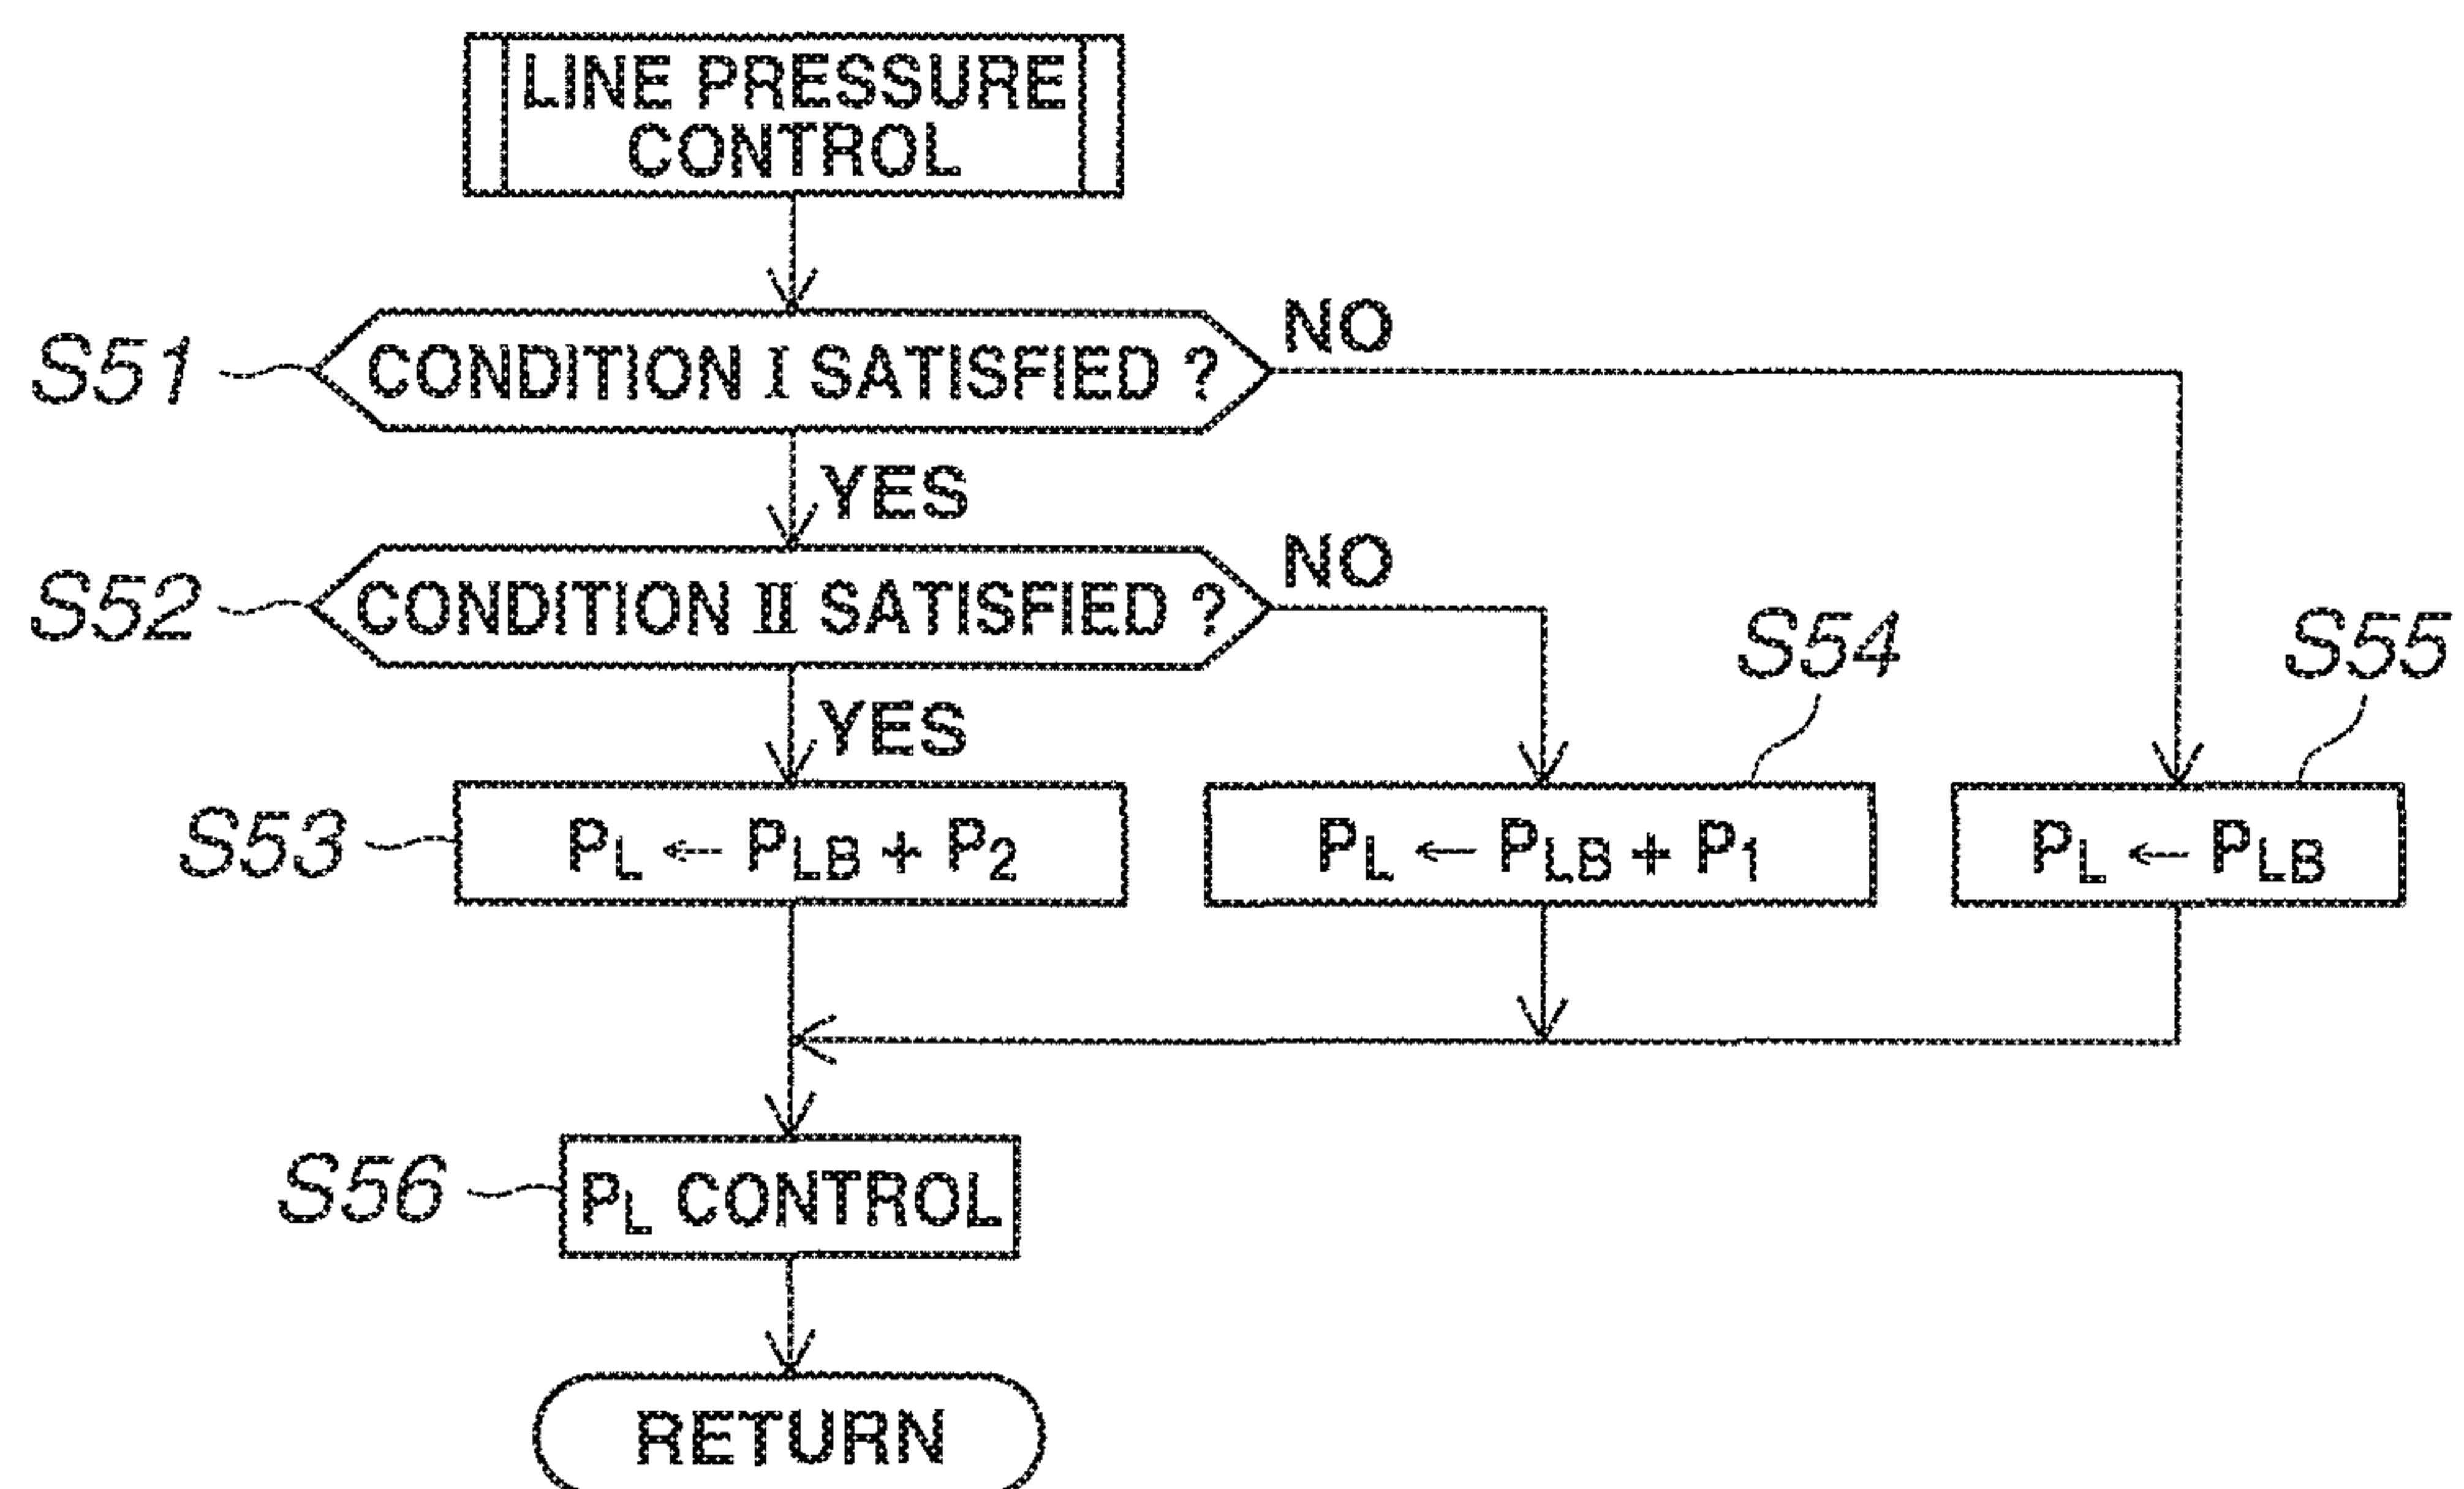 LINE PRESSURE
CONTROL
S51
CONDITION I SATISFIED ?
NO
YES
S52
CONDITION II SATISFIED ?
NO
YES
S54
S55
S53
PL ← PLB + P2
PL ← PLB + P1
PL ← PLB
S56
PL CONTROL
RETURN